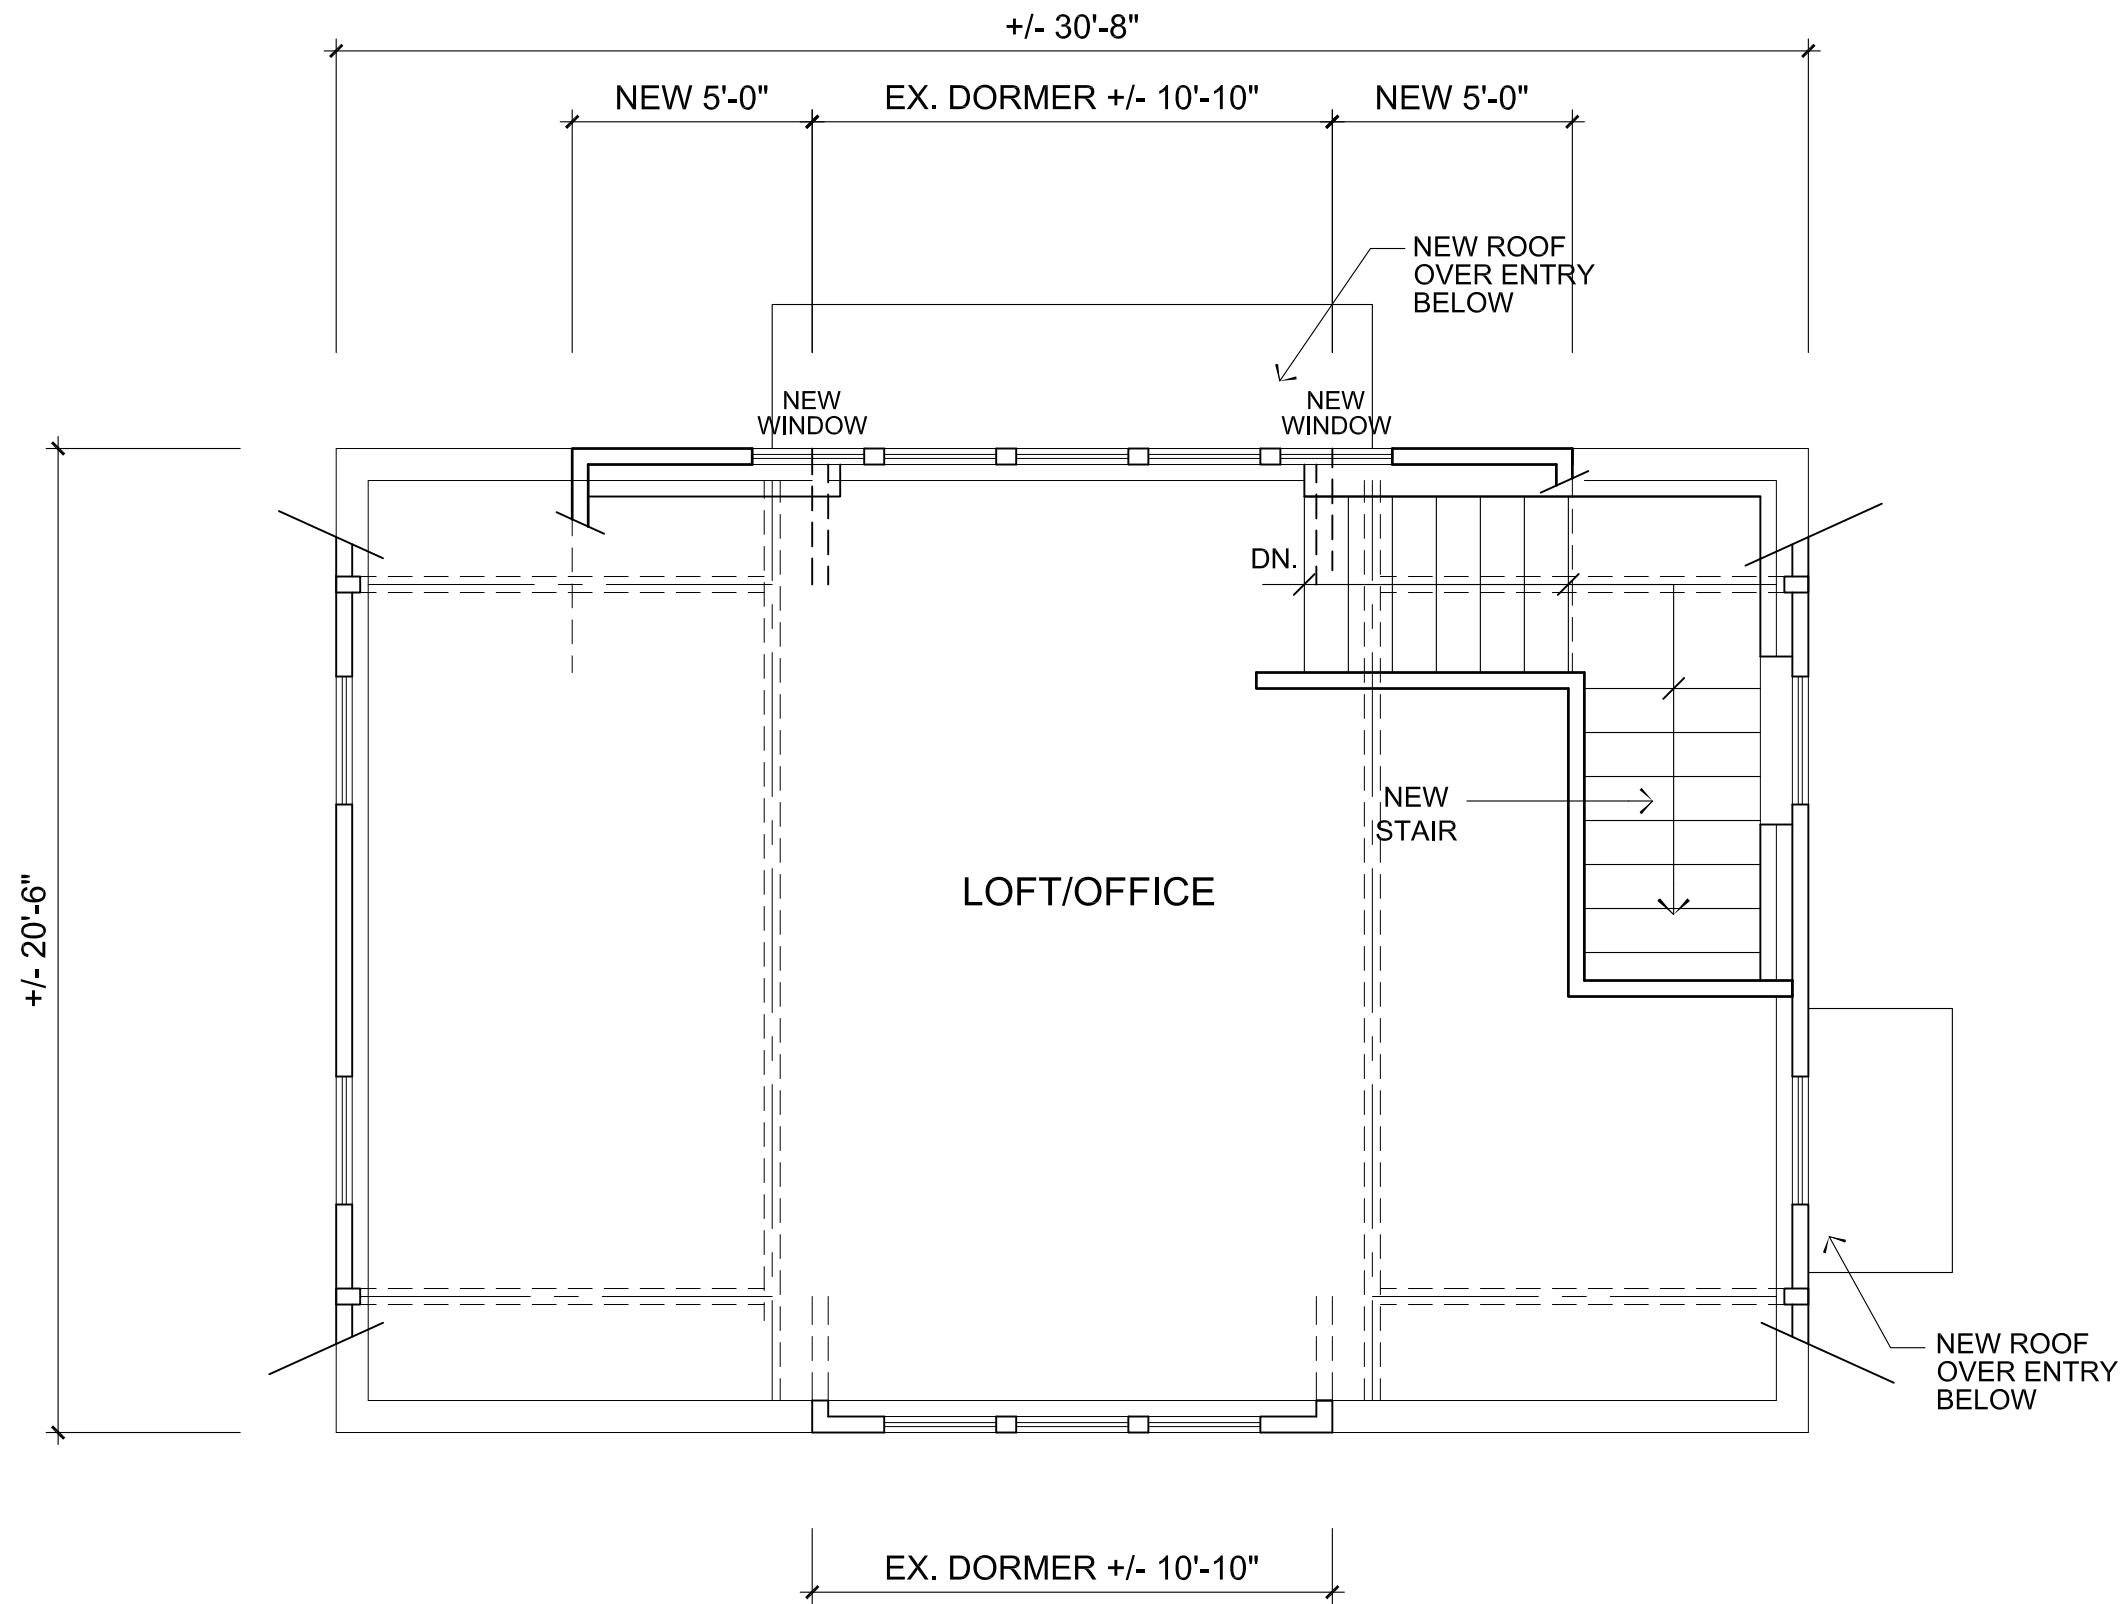 +/- 30'-8"
NEW 5'-0"
EX. DORMER +/- 10'-10"
NEW 5'-0"
NEW ROOF
OVER ENTRY
BELOW
NEW
WINDOW
NEW
WINDOW
DN.
NEW
STAIR
LOFT/OFFICE
+/- 20'-6"
NEW ROOF
OVER ENTRY
BELOW
EX. DORMER +/- 10'-10"